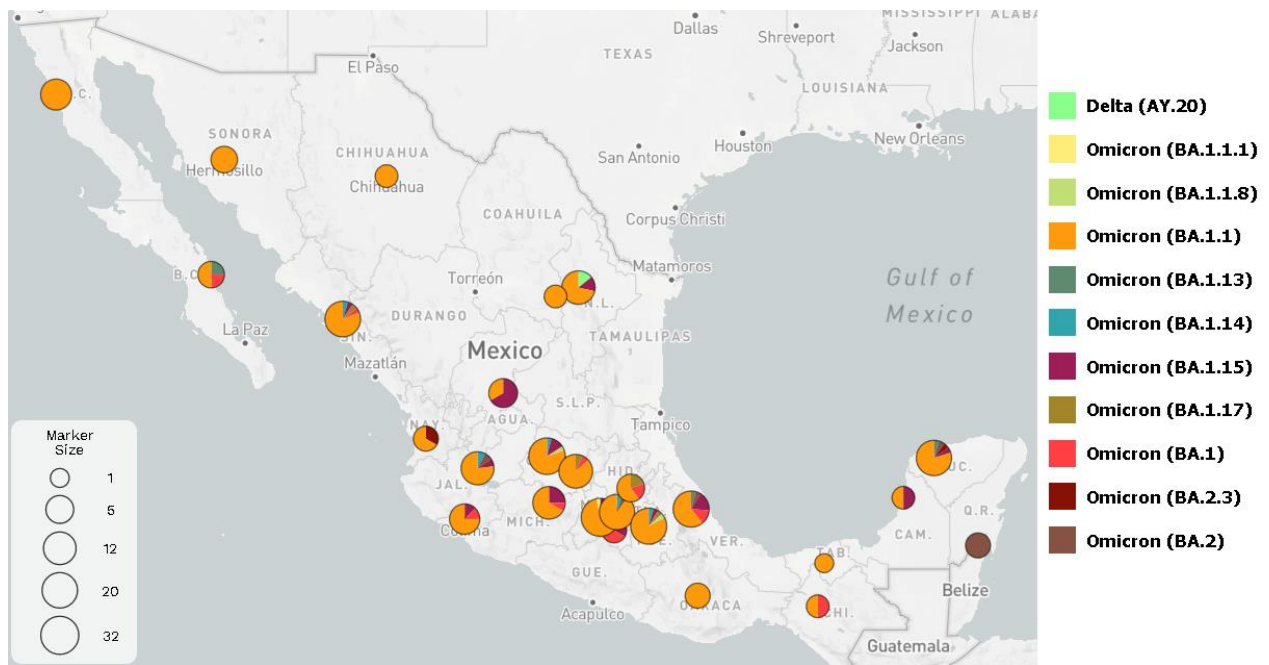 MISSISSIPPI
ALABA
Dallas
Shreveport
Jackson
TEXAS
El Paso
LOUISIANA
.C.
SONORA
Hermosillo
CHIHUAHUA
Chihuahua
Houston
New Orleans
San Antonio
COAHUILA
Corpus Christi
B.C
Torreón
Matamoros
N.L.
Gulf of
Mexico
La Paz
DURANGO
SIN.
TAMAULIPAS
Mazatlán
Mexico
S.L.P.
AGUA.
NAY.
Tampico
JAL.
HID.
UC.
Q.R.
Colima
MICH.
VER.
CAM.
TAB.
GUE.
Acapulco
OAXACA
CHI.
Belize
Guatemala
Marker
Size
1
5
12
20
32
Delta (AY.20)
Omicron (BA.1.1.1)
Omicron (BA.1.1.8)
Omicron (BA.1.1)
Omicron (BA.1.13)
Omicron (BA.1.14)
Omicron (BA.1.15)
Omicron (BA.1.17)
Omicron (BA.1)
Omicron (BA.2.3)
Omicron (BA.2)